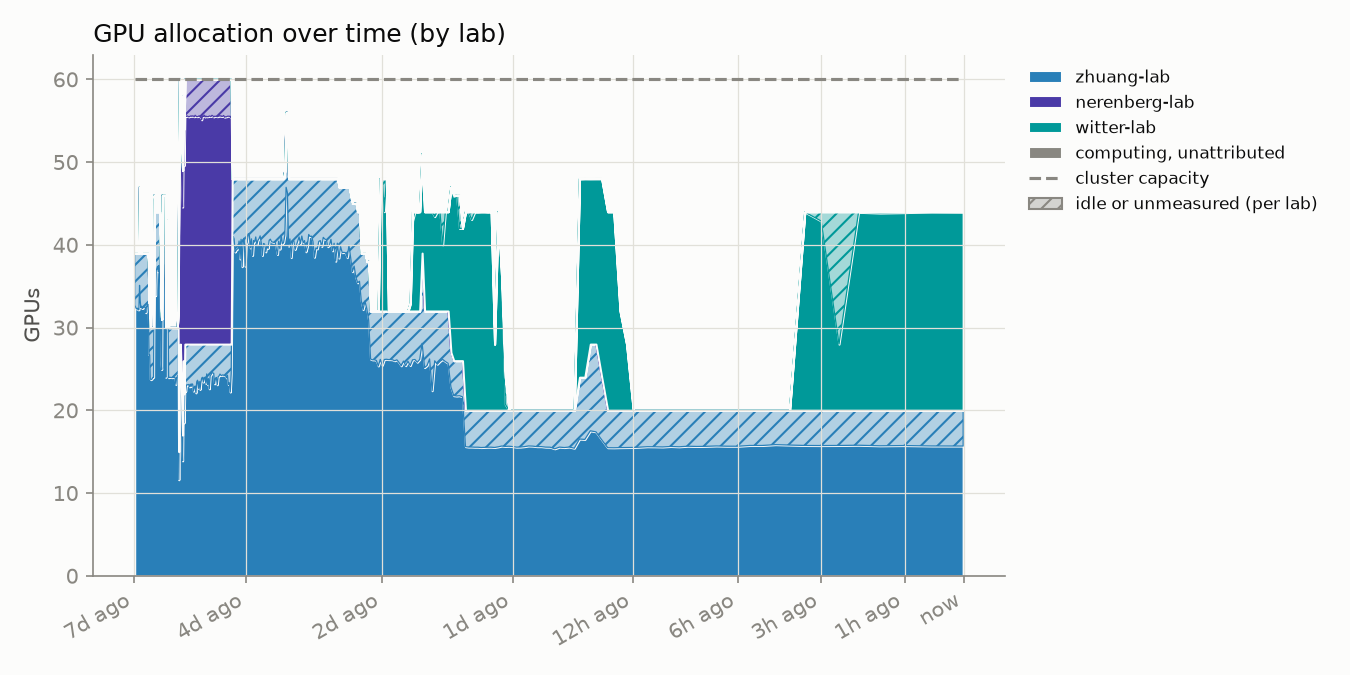 GPU allocation over time (by lab)
60
50
40
30
20
10
0
GPUs
7d ago
4d ago
2d ago
1d ago
12h ago
6h ago
3h ago
1h ago
now
zhuang-lab
nerenberg-lab
witter-lab
computing, unattributed
cluster capacity
idle or unmeasured (per lab)